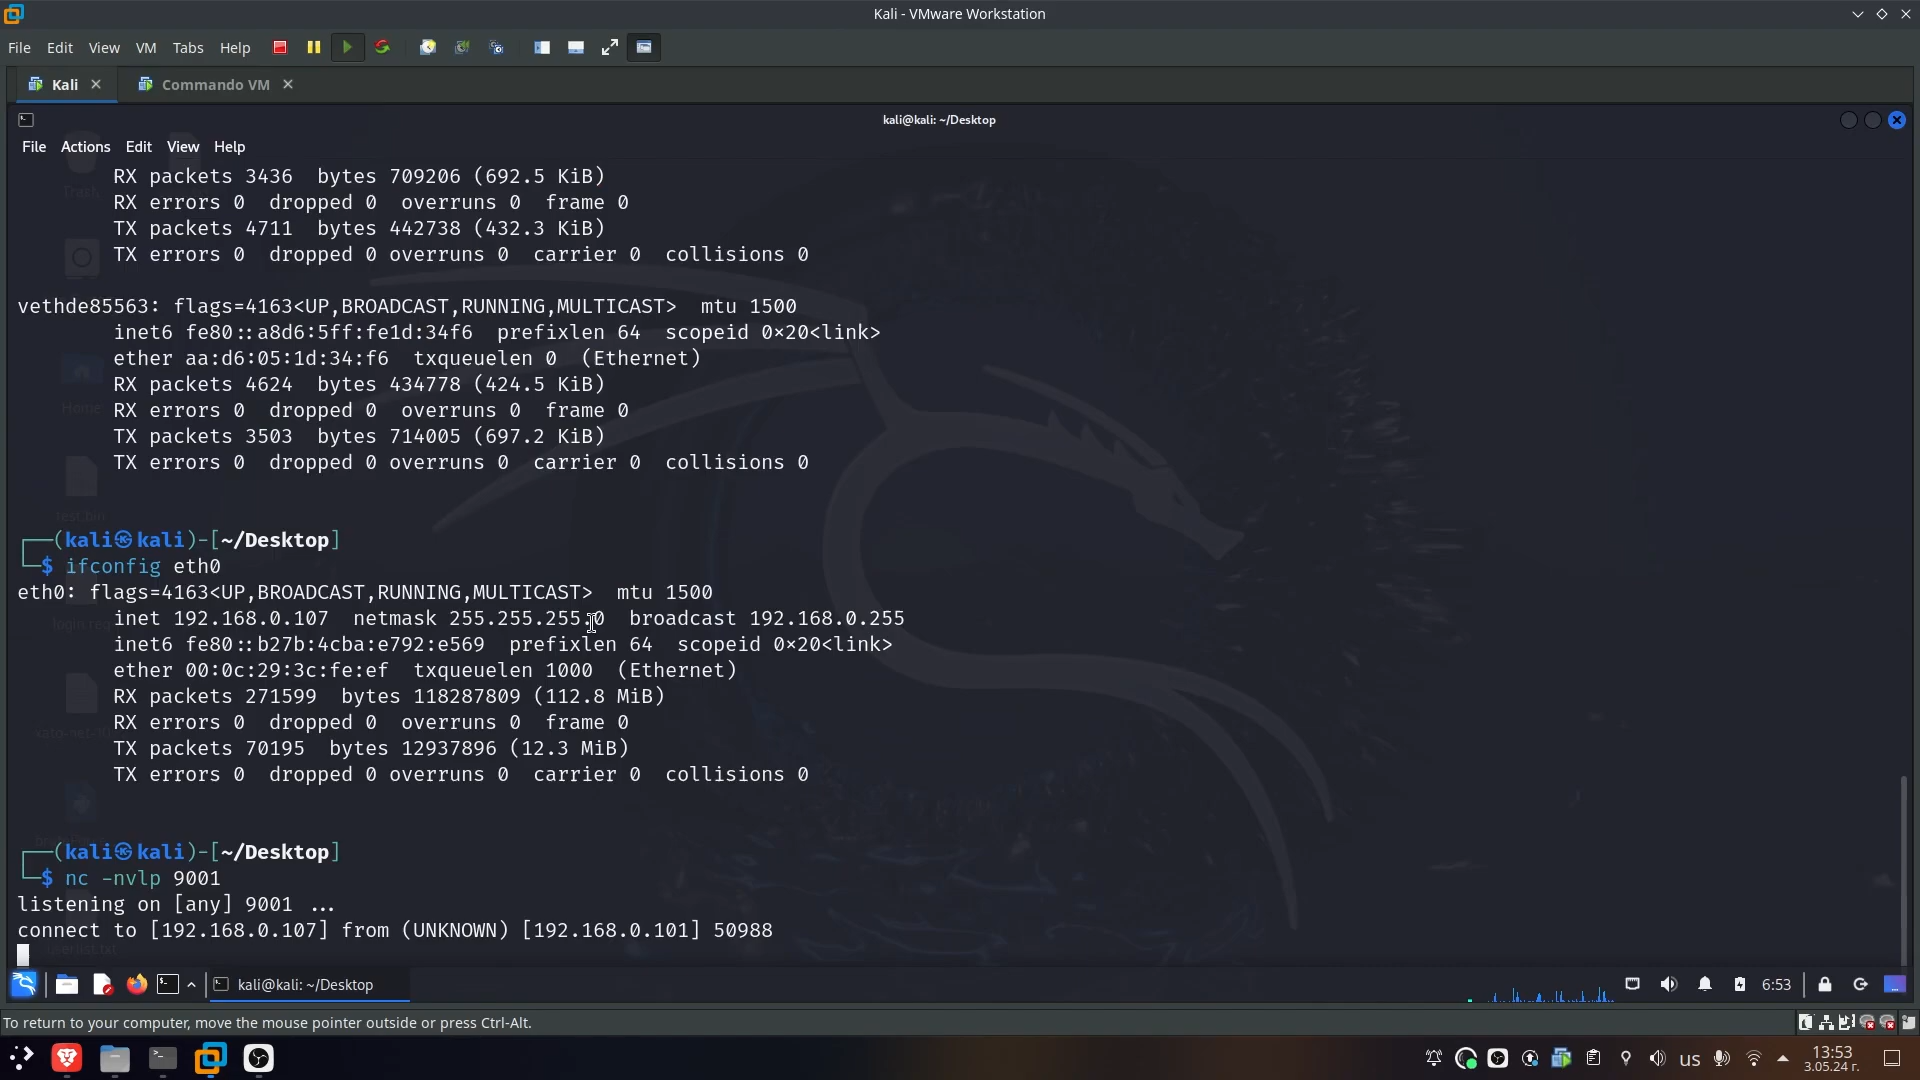 Kali - VMware Workstation
File Edit View VM Tabs Help
Kali Commando VM
kali@kali: ~/Desktop
File Actions Edit View Help
Trash
RX packets 3436  bytes 709206 (692.5 KiB)
RX errors 0  dropped 0  overruns 0  frame 0
TX packets 4711  bytes 442738 (432.3 KiB)
TX errors 0  dropped 0 overruns 0  carrier 0  collisions 0
vethde85563: flags=4163<UP,BROADCAST,RUNNING,MULTICAST>  mtu 1500
inet6 fe80::a8d6:5ff:fe1d:34f6  prefixlen 64  scopeid 0×20<link>
ether aa:d6:05:1d:34:f6  txqueuelen 0  (Ethernet)
RX packets 4624  bytes 434778 (424.5 KiB)
Home
RX errors 0  dropped 0  overruns 0  frame 0
TX packets 3503  bytes 714005 (697.2 KiB)
TX errors 0  dropped 0 overruns 0  carrier 0  collisions 0
test.bin
┌──(kali㉿kali)-[~/Desktop]
└─$ ifconfig eth0
eth0: flags=4163<UP,BROADCAST,RUNNING,MULTICAST>  mtu 1500
inet 192.168.0.107  netmask 255.255.255.0  broadcast 192.168.0.255
login.req
inet6 fe80::b27b:4cba:e792:e569  prefixlen 64  scopeid 0×20<link>
ether 00:0c:29:3c:fe:ef  txqueuelen 1000  (Ethernet)
RX packets 271599  bytes 118287809 (112.8 MiB)
RX errors 0  dropped 0  overruns 0  frame 0
TX packets 70195  bytes 12937896 (12.3 MiB)
TX errors 0  dropped 0 overruns 0  carrier 0  collisions 0
┌──(kali㉿kali)-[~/Desktop]
└─$ nc -nvlp 9001
listening on [any] 9001 ...
connect to [192.168.0.107] from (UNKNOWN) [192.168.0.101] 50988
userlist.txt
kali@kali: ~/Desktop
6:53
To return to your computer, move the mouse pointer outside or press Ctrl-Alt.
us
13:53
3.05.24 г.